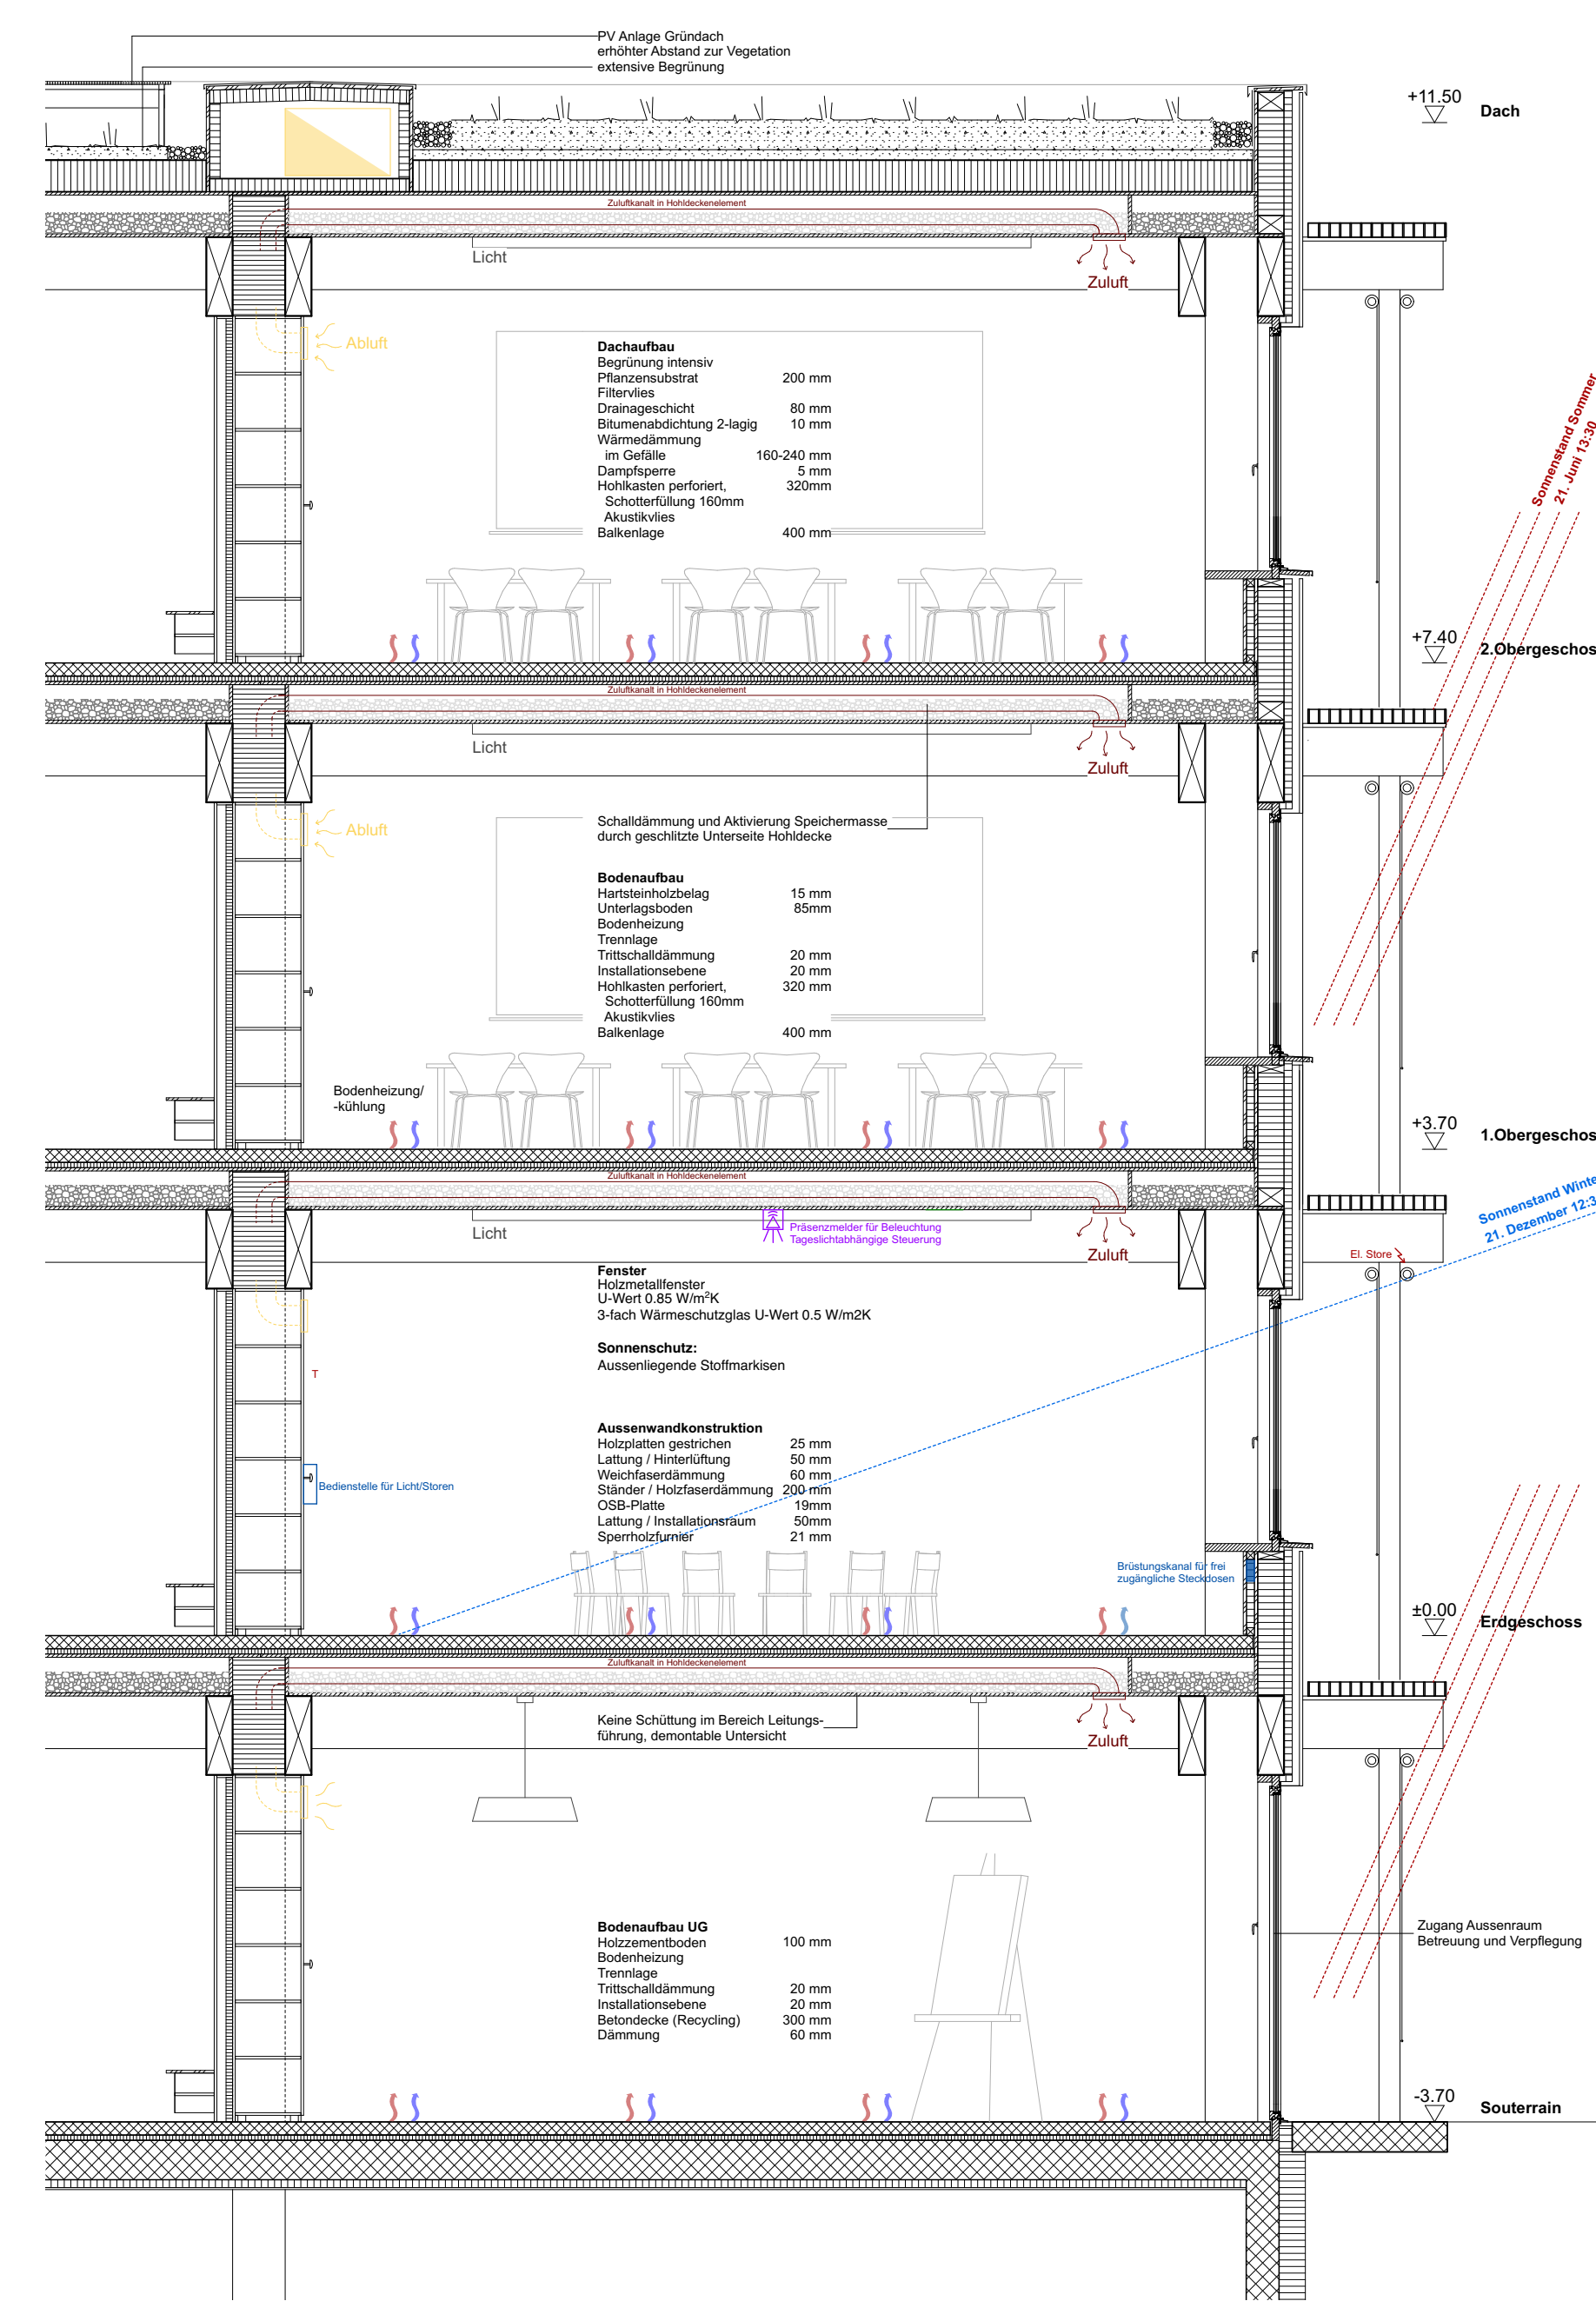 PV Anlage Gründach
erhöhter Abstand zur Vegetation
extensive Begrünung
+11.50 Dach
Zuluftkanalt in Hohldeckenelement
Licht
Zuluft
Abluft
Dachaufbau
Begrünung intensiv
Pflanzensubstrat 200 mm
Filtervlies
Drainageschicht 80 mm
Bitumenabdichtung 2-lagig 10 mm
Wärmedämmung
im Gefälle 160-240 mm
Dampfsperre 5 mm
Hohlkasten perforiert, 320mm
Schotterfüllung 160mm
Akustikvlies
Balkenlage 400 mm
Sonnenstand Sommer
21. Juni 13:30
+7.40 2.Obergeschos
Zuluftkanalt in Hohldeckenelement
Licht
Zuluft
Abluft
Schalldämmung und Aktivierung Speichermasse
durch geschlitzte Unterseite Hohldecke
Bodenaufbau
Hartsteinholzbelag 15 mm
Unterlagsboden 85mm
Bodenheizung
Trennlage
Trittschalldämmung 20 mm
Installationsebene 20 mm
Hohlkasten perforiert, 320 mm
Schotterfüllung 160mm
Akustikvlies
Balkenlage 400 mm
Bodenheizung/
-kühlung
+3.70 1.Obergeschos
Zuluftkanalt in Hohldeckenelement
Licht
Präsenzmelder für Beleuchtung
Tageslichtabhängige Steuerung
Zuluft
Sonnenstand Winte
21. Dezember 12:3
El. Store
Fenster
Holzmetallfenster
U-Wert 0.85 W/m²K
3-fach Wärmeschutzglas U-Wert 0.5 W/m2K
Sonnenschutz:
Aussenliegende Stoffmarkisen
T
Aussenwandkonstruktion
Holzplatten gestrichen 25 mm
Lattung / Hinterlüftung 50 mm
Weichfaserdämmung 60 mm
Ständer / Holzfaserdämmung 200 mm
OSB-Platte 19mm
Lattung / Installationsraum 50mm
Sperrholzfurnier 21 mm
Bedienstelle für Licht/Storen
Brüstungskanal für frei
zugängliche Steckdosen
±0.00 Erdgeschoss
Zuluftkanalt in Hohldeckenelement
Keine Schüttung im Bereich Leitungs-
führung, demontable Untersicht
Zuluft
Bodenaufbau UG
Holzzementboden 100 mm
Bodenheizung
Trennlage
Trittschalldämmung 20 mm
Installationsebene 20 mm
Betondecke (Recycling) 300 mm
Dämmung 60 mm
Zugang Aussenraum
Betreuung und Verpflegung
-3.70 Souterrain